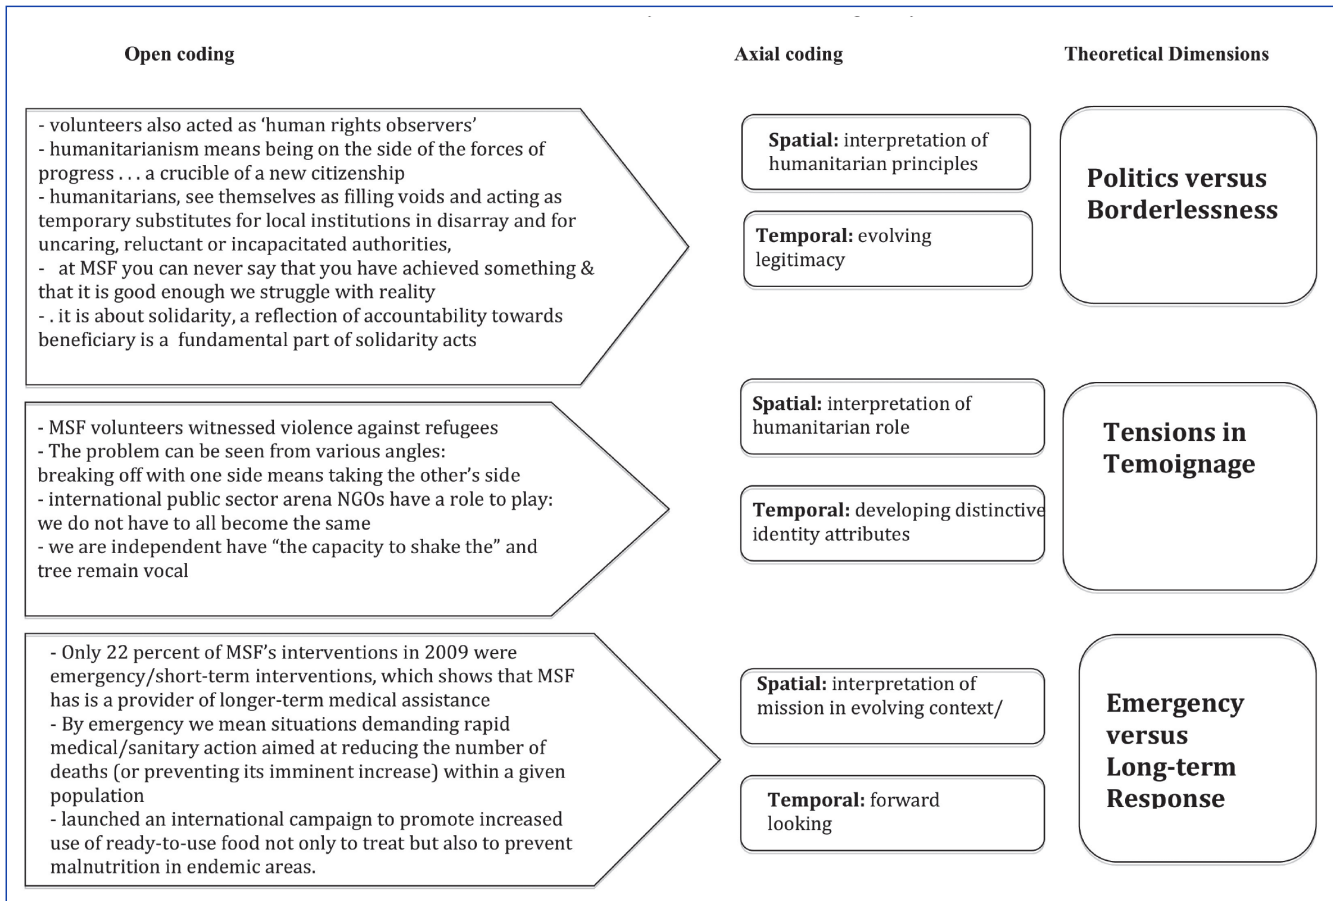 Open coding
Axial coding
Theoretical Dimensions
- volunteers also acted as ‘human rights observers’
- humanitarianism means being on the side of the forces of
progress . . . a crucible of a new citizenship
- humanitarians, see themselves as filling voids and acting as
temporary substitutes for local institutions in disarray and for
uncaring, reluctant or incapacitated authorities,
-   at MSF you can never say that you have achieved something &
that it is good enough we struggle with reality
- . it is about solidarity, a reflection of accountability towards
beneficiary is a  fundamental part of solidarity acts
Spatial: interpretation of
humanitarian principles
Temporal: evolving
legitimacy
Politics versus
Borderlessness
- MSF volunteers witnessed violence against refugees
- The problem can be seen from various angles:
breaking off with one side means taking the other’s side
- international public sector arena NGOs have a role to play:
we do not have to all become the same
- we are independent have “the capacity to shake the” and
tree remain vocal
Spatial: interpretation of
humanitarian role
Temporal: developing distinctive
identity attributes
Tensions in
Temoignage
- Only 22 percent of MSF’s interventions in 2009 were
emergency/short-term interventions, which shows that MSF
has is a provider of longer-term medical assistance
- By emergency we mean situations demanding rapid
medical/sanitary action aimed at reducing the number of
deaths (or preventing its imminent increase) within a given
population
- launched an international campaign to promote increased
use of ready-to-use food not only to treat but also to prevent
malnutrition in endemic areas.
Spatial: interpretation of
mission in evolving context/
Temporal: forward
looking
Emergency
versus
Long-term
Response